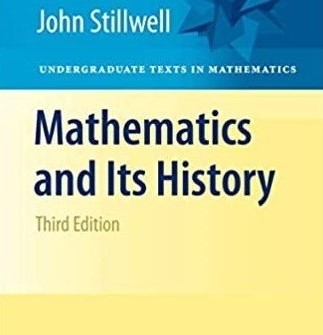 John Stillwell
UNDERGRADUATE TEXTS IN MATHEMATICS
Mathematics
and Its History
Third Edition